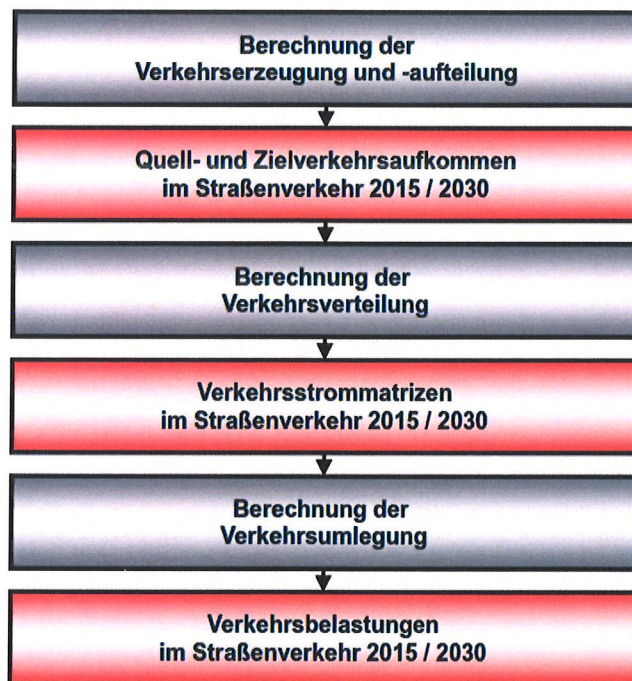 Berechnung der
Verkehrserzeugung und -aufteilung
Quell- und Zielverkehrsaufkommen
im Straßenverkehr 2015 / 2030
Berechnung der
Verkehrsverteilung
Verkehrsstrommatrizen
im Straßenverkehr 2015 / 2030
Berechnung der
Verkehrsumlegung
Verkehrsbelastungen
im Straßenverkehr 2015 / 2030